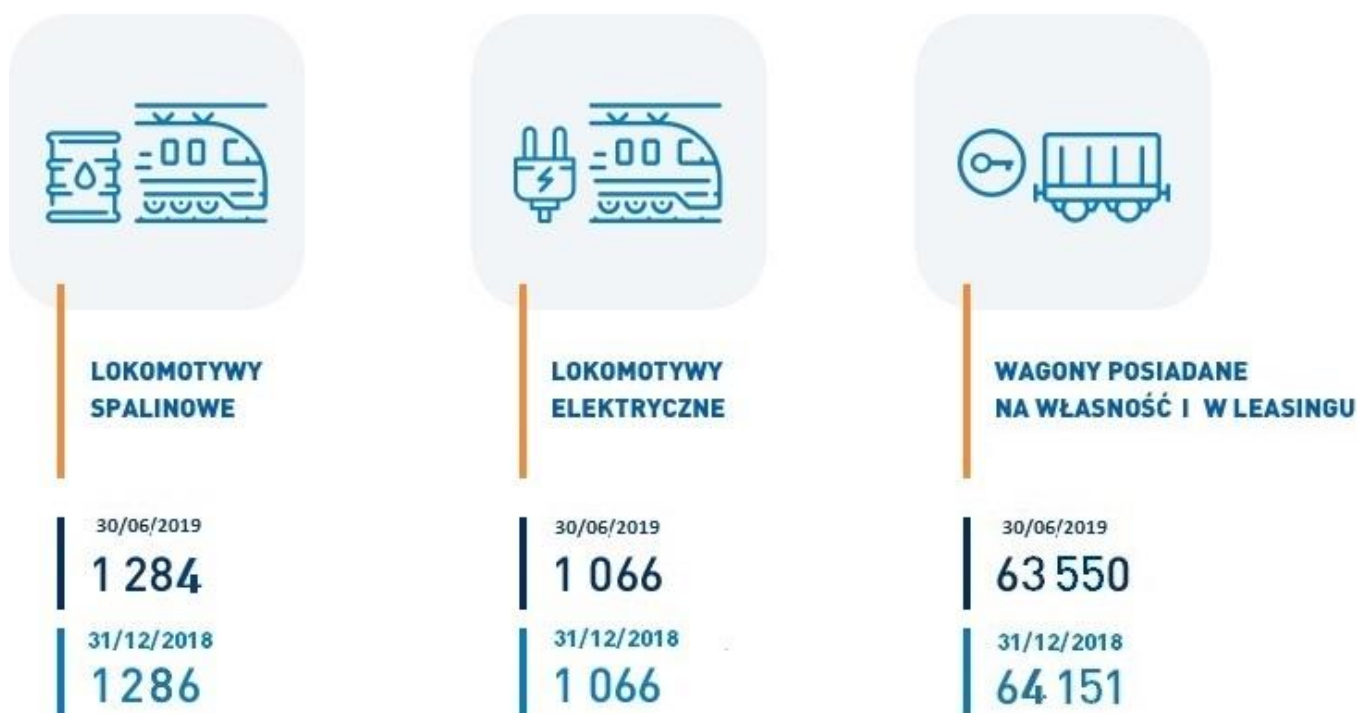 LOKOMOTYWY
SPALINOWE
30/06/2019
1 284
31/12/2018
1286
LOKOMOTYWY
ELEKTRYCZNE
30/06/2019
1 066
31/12/2018
1 066
WAGONY POSIADANE
NA WŁASNOŚĆ I W LEASINGU
30/06/2019
63 550
31/12/2018
64 151